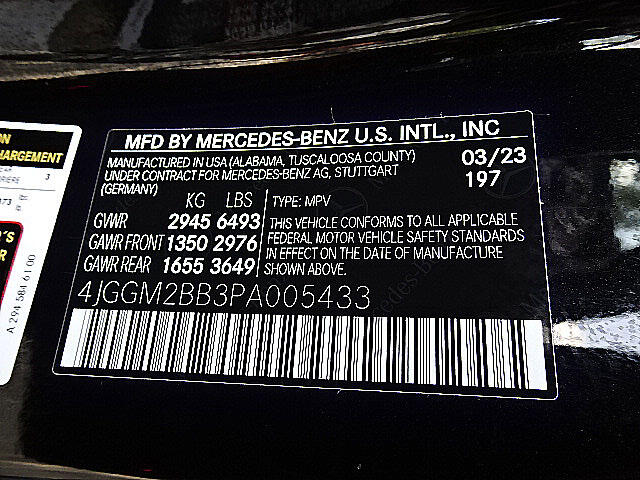 MFD BY MERCEDES-BENZ U.S. INTL., INC
MANUFACTURED IN USA (ALABAMA, TUSCALOOSA COUNTY) 03/23
UNDER CONTRACT FOR MERCEDES-BENZ AG, STUTTGART 197
(GERMANY)
KG LBS TYPE: MPV
GVWR 2945 6493
GAWR FRONT 1350 2976
GAWR REAR 1655 3649
THIS VEHICLE CONFORMS TO ALL APPLICABLE
FEDERAL MOTOR VEHICLE SAFETY STANDARDS
IN EFFECT ON THE DATE OF MANUFACTURE
SHOWN ABOVE.
4JGGM2BB3PA005433
ON
HARGEMENT
3
A 294 584 61 00